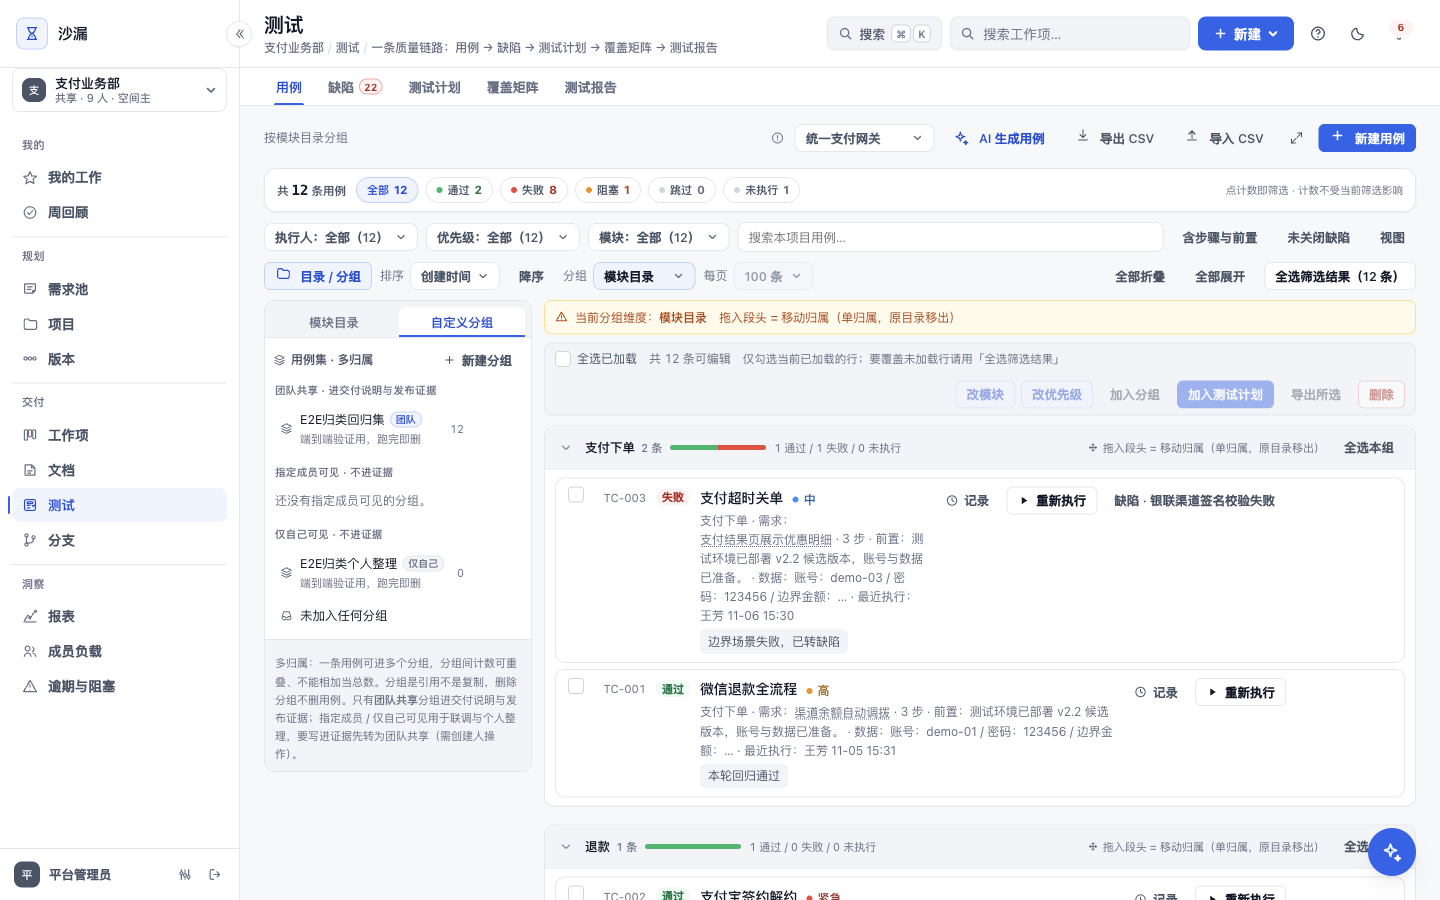 沙漏
支
支付业务部
共享 · 9 人 · 空间主
我的
我的工作
周回顾
规划
需求池
项目
版本
交付
工作项
文档
测试
分支
洞察
报表
成员负载
逾期与阻塞
平
平台管理员
测试
支付业务部 / 测试 / 一条质量链路：用例 → 缺陷 → 测试计划 → 覆盖矩阵 → 测试报告
搜索 ⌘ K
搜索工作项...
新建
6
用例
缺陷 22
测试计划
覆盖矩阵
测试报告
按模块目录分组
统一支付网关
AI 生成用例
导出 CSV
导入 CSV
新建用例
共 12 条用例
全部 12
通过 2
失败 8
阻塞 1
跳过 0
未执行 1
点计数即筛选 · 计数不受当前筛选影响
执行人：全部（12）
优先级：全部（12）
模块：全部（12）
搜索本项目用例...
含步骤与前置
未关闭缺陷
视图
目录 / 分组
排序
创建时间
降序
分组
模块目录
每页
100 条
全部折叠
全部展开
全选筛选结果（12 条）
模块目录
自定义分组
用例集 · 多归属
新建分组
团队共享 · 进交付说明与发布证据
E2E归类回归集 团队
端到端验证用，跑完即删
12
指定成员可见 · 不进证据
还没有指定成员可见的分组。
仅自己可见 · 不进证据
E2E归类个人整理 仅自己
端到端验证用，跑完即删
0
未加入任何分组
多归属：一条用例可进多个分组，分组间计数可重
叠、不能相加当总数。分组是引用不是复制，删除
分组不删用例。只有团队共享分组进交付说明与发
布证据；指定成员 / 仅自己可见用于联调与个人整
理，要写进证据先转为团队共享（需创建人操
作）。
当前分组维度：模块目录 拖入段头 = 移动归属（单归属，原目录移出）
全选已加载 共 12 条可编辑 仅勾选当前已加载的行；要覆盖未加载行请用「全选筛选结果」
改模块
改优先级
加入分组
加入测试计划
导出所选
删除
支付下单 2 条
1 通过 / 1 失败 / 0 未执行
拖入段头 = 移动归属（单归属，原目录移出）
全选本组
TC-003
失败
支付超时关单
中
记录
重新执行
缺陷 · 银联渠道签名校验失败
支付下单 · 需求：
支付结果页展示优惠明细 · 3 步 · 前置：测
试环境已部署 v2.2 候选版本，账号与数据
已准备。 · 数据：账号：demo-03 / 密
码：123456 / 边界金额：... · 最近执行：
王芳 11-06 15:30
边界场景失败，已转缺陷
TC-001
通过
微信退款全流程
高
记录
重新执行
支付下单 · 需求：渠道余额自动调拨 · 3 步 · 前置：测试环境已部署 v2.2 候选
版本，账号与数据已准备。 · 数据：账号：demo-01 / 密码：123456 / 边界金
额：... · 最近执行：王芳 11-05 15:31
本轮回归通过
退款 1 条
1 通过 / 0 失败 / 0 未执行
拖入段头 = 移动归属（单归属，原目录移出）
全选
TC-002
通过
支付宝签约解约
紧急
记录
重新执行